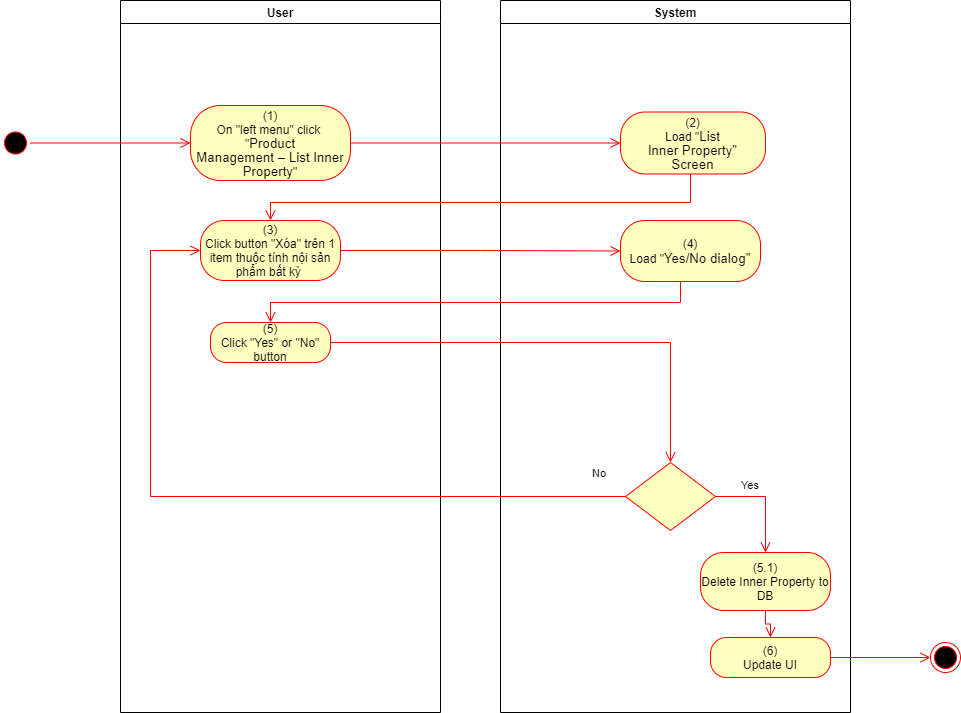 User
System
(1)
On "left menu" click
"Product
Management – List Inner
Property"
(2)
Load "List
Inner Property"
Screen
(3)
Click button "Xóa" trên 1
item thuộc tính nội sản
phẩm bất kỳ
(4)
Load "Yes/No dialog"
(5)
Click "Yes" or "No"
button
No
Yes
(5.1)
Delete Inner Property to
DB
(6)
Update UI